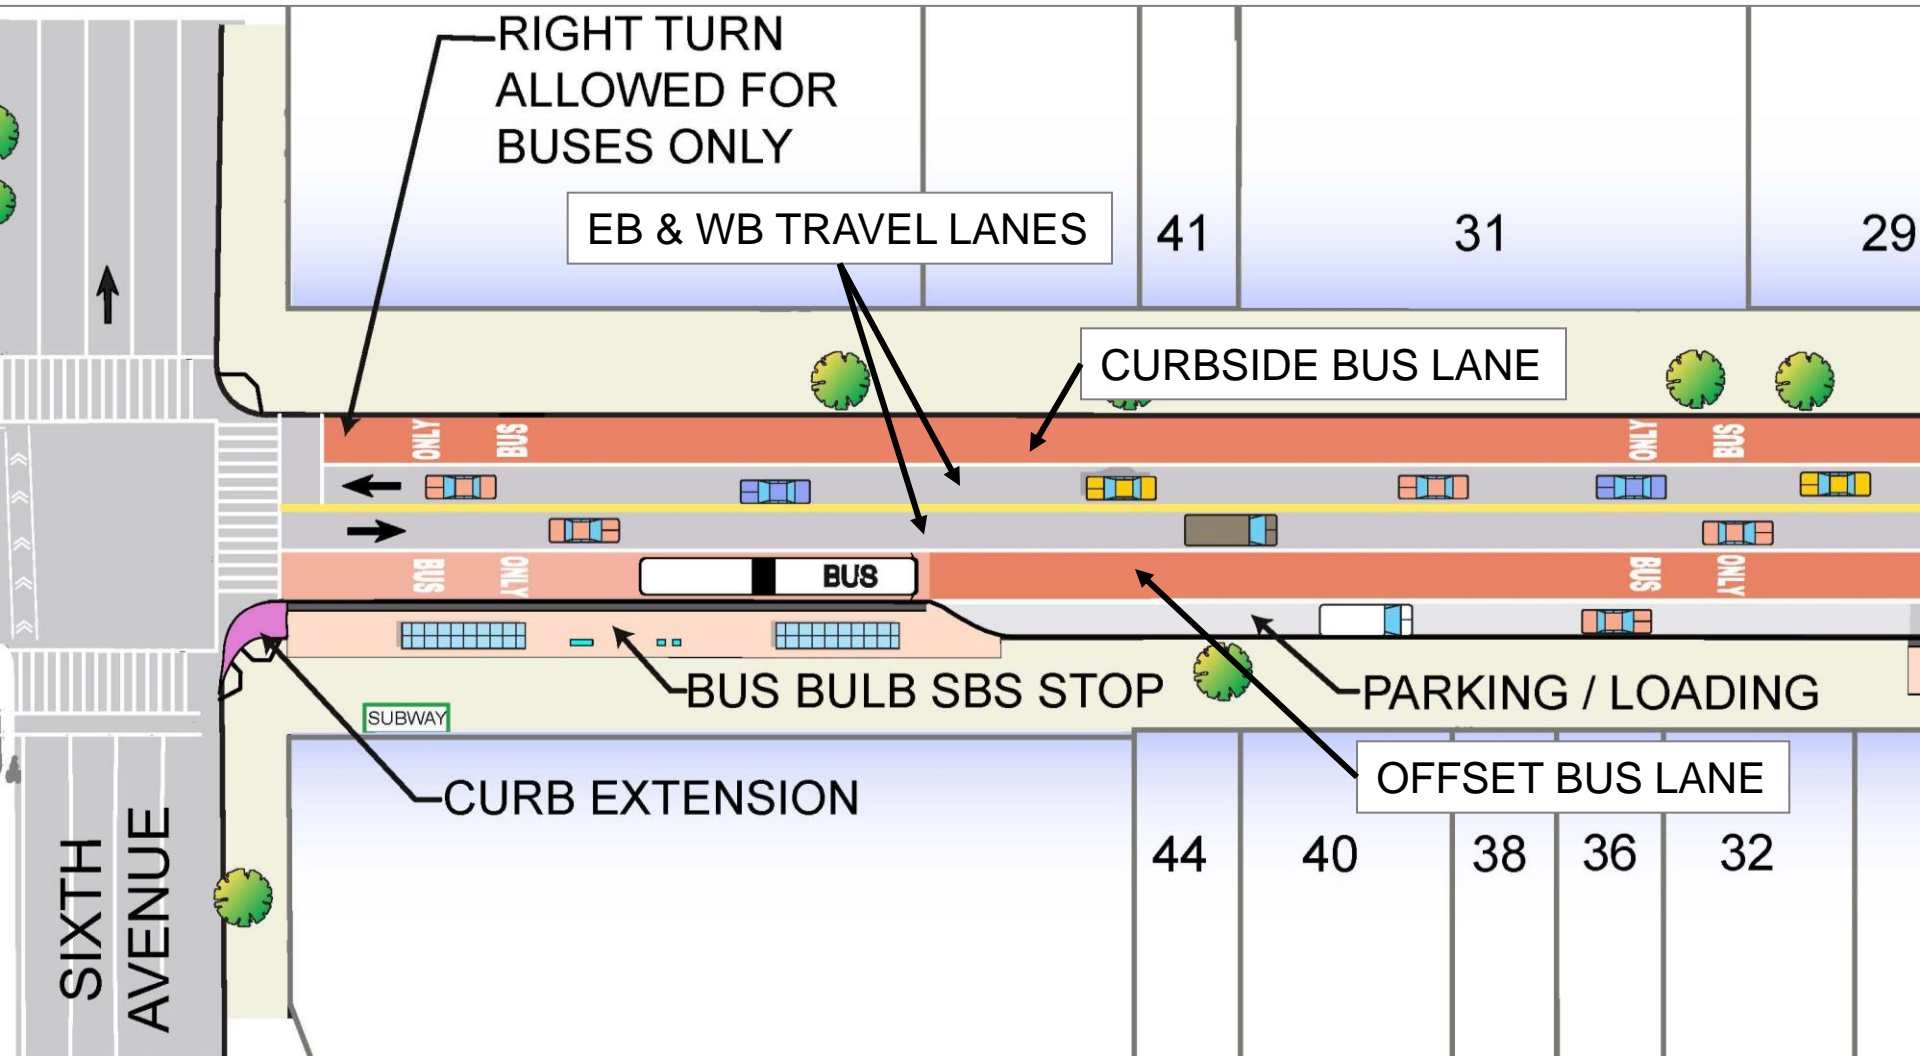 RIGHT TURN
ALLOWED FOR
BUSES ONLY
EB & WB TRAVEL LANES
41
31
29
CURBSIDE BUS LANE
ONLY
BUS
ONLY
BUS
BUS
ONLY
BUS
BUS
ONLY
BUS BULB SBS STOP
PARKING / LOADING
SUBWAY
OFFSET BUS LANE
CURB EXTENSION
SIXTH
AVENUE
44
40
38
36
32